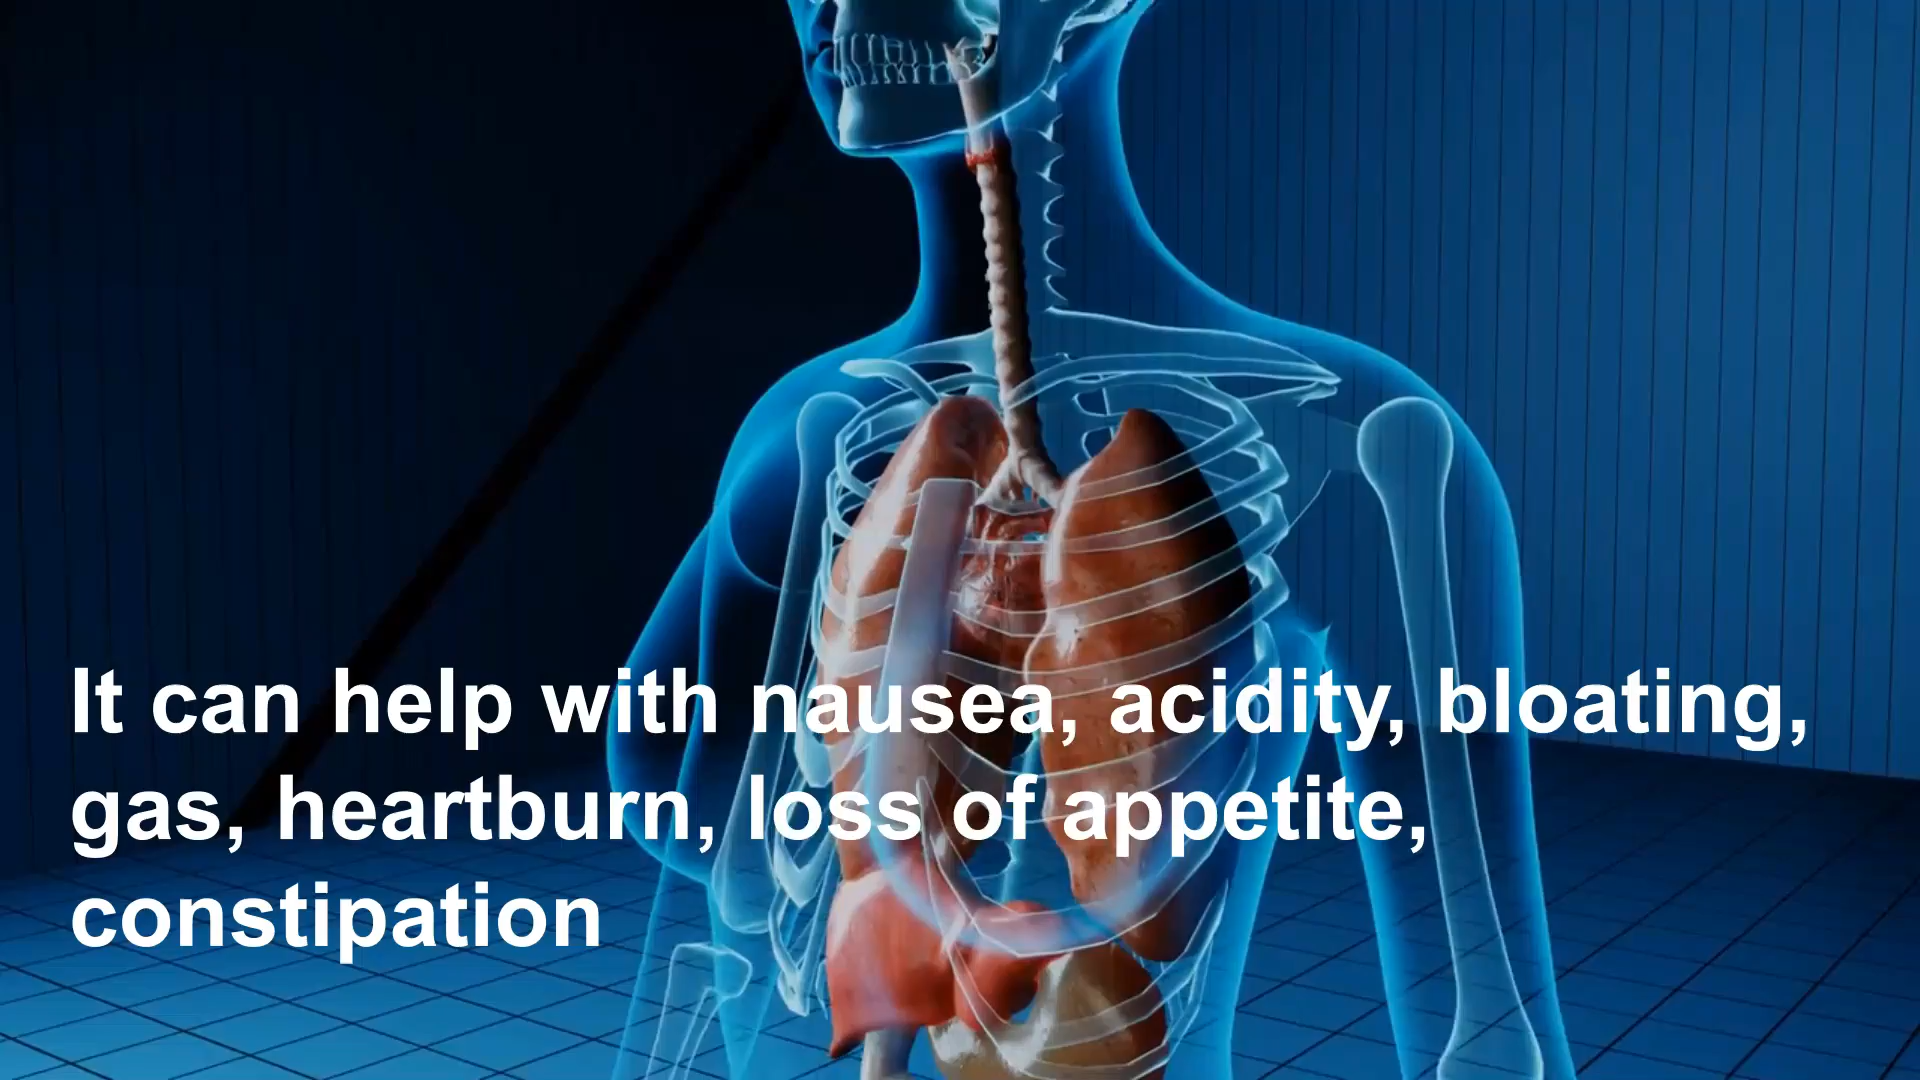 It can help with nausea, acidity, bloating,
gas, heartburn, loss of appetite,
constipation